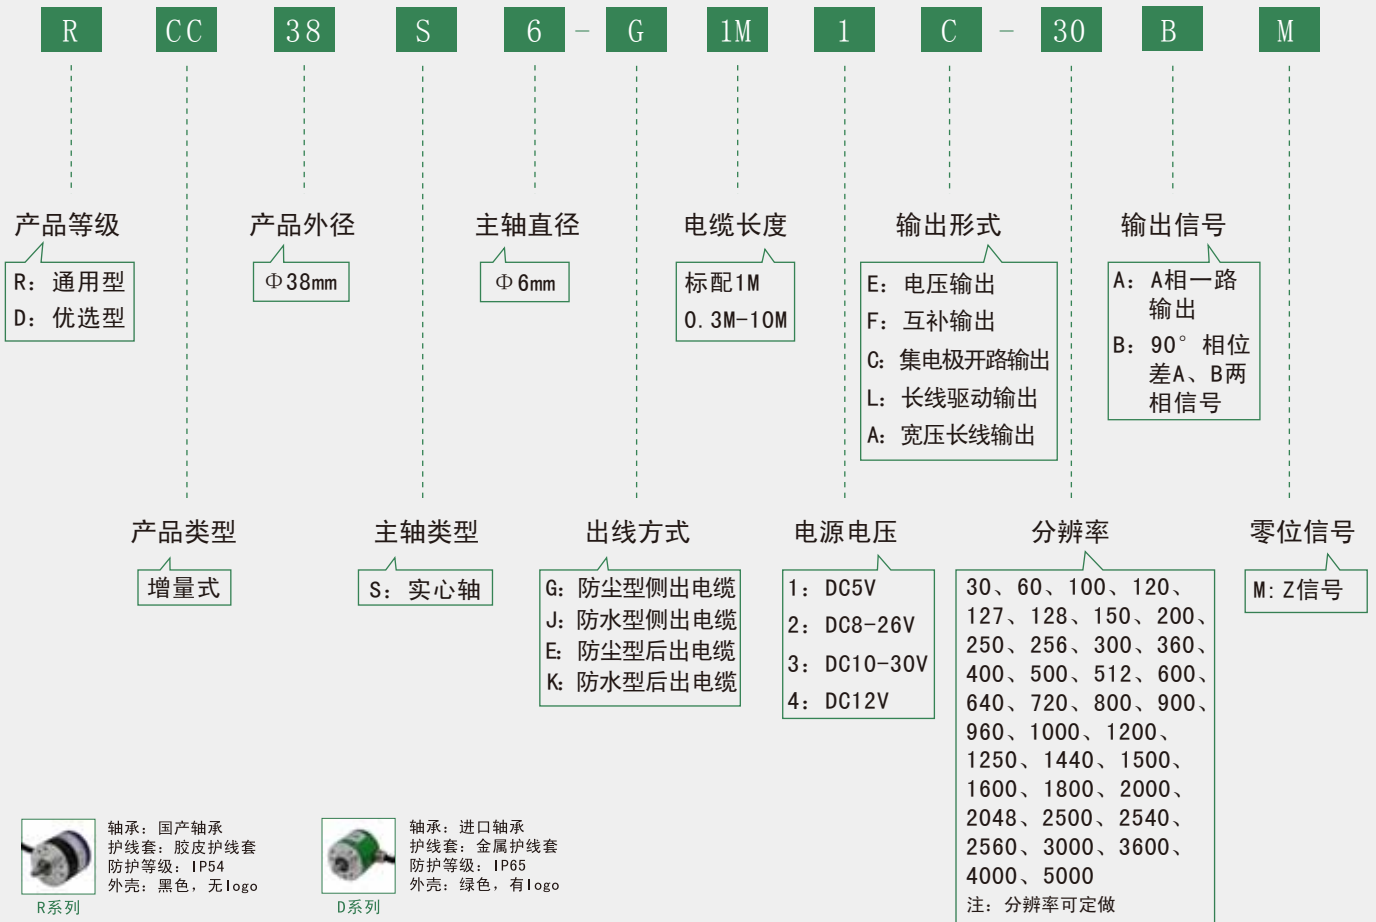 R CC 38 S 6 - G 1M 1 C - 30 B M
产品等级
R: 通用型
D: 优选型
产品外径
Φ38mm
主轴直径
Φ6mm
电缆长度
标配1M
0.3M-10M
输出形式
E: 电压输出
F: 互补输出
C: 集电极开路输出
L: 长线驱动输出
A: 宽压长线输出
输出信号
A: A相一路
输出
B: 90°相位
差A、B两
相信号
产品类型
增量式
主轴类型
S: 实心轴
出线方式
G: 防尘型侧出电缆
J: 防水型侧出电缆
E: 防尘型后出电缆
K: 防水型后出电缆
电源电压
1: DC5V
2: DC8-26V
3: DC10-30V
4: DC12V
分辨率
30、60、100、120、
127、128、150、200、
250、256、300、360、
400、500、512、600、
640、720、800、900、
960、1000、1200、
1250、1440、1500、
1600、1800、2000、
2048、2500、2540、
2560、3000、3600、
4000、5000
注: 分辨率可定做
零位信号
M: Z信号
轴承: 国产轴承
护线套: 胶皮护线套
防护等级: IP54
外壳: 黑色, 无logo
R系列
轴承: 进口轴承
护线套: 金属护线套
防护等级: IP65
外壳: 绿色, 有logo
D系列